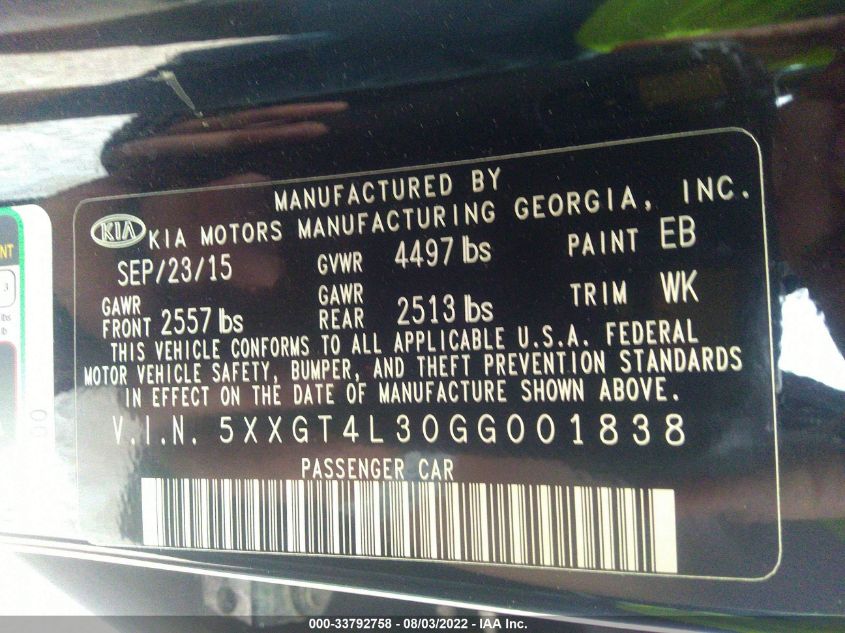 MANUFACTURED BY
KIA KIA MOTORS MANUFACTURING GEORGIA, INC.
SEP/23/15 GVWR 4497 lbs PAINT EB
GAWR FRONT 2557 lbs GAWR REAR 2513 lbs TRIM WK
THIS VEHICLE CONFORMS TO ALL APPLICABLE U.S.A. FEDERAL
MOTOR VEHICLE SAFETY, BUMPER, AND THEFT PREVENTION STANDARDS
IN EFFECT ON THE DATE OF MANUFACTURE SHOWN ABOVE.
V.I.N. 5XXGT4L30GG001838
PASSENGER CAR
3
lbs
lb
000-33792758 - 08/03/2022 - IAA Inc.